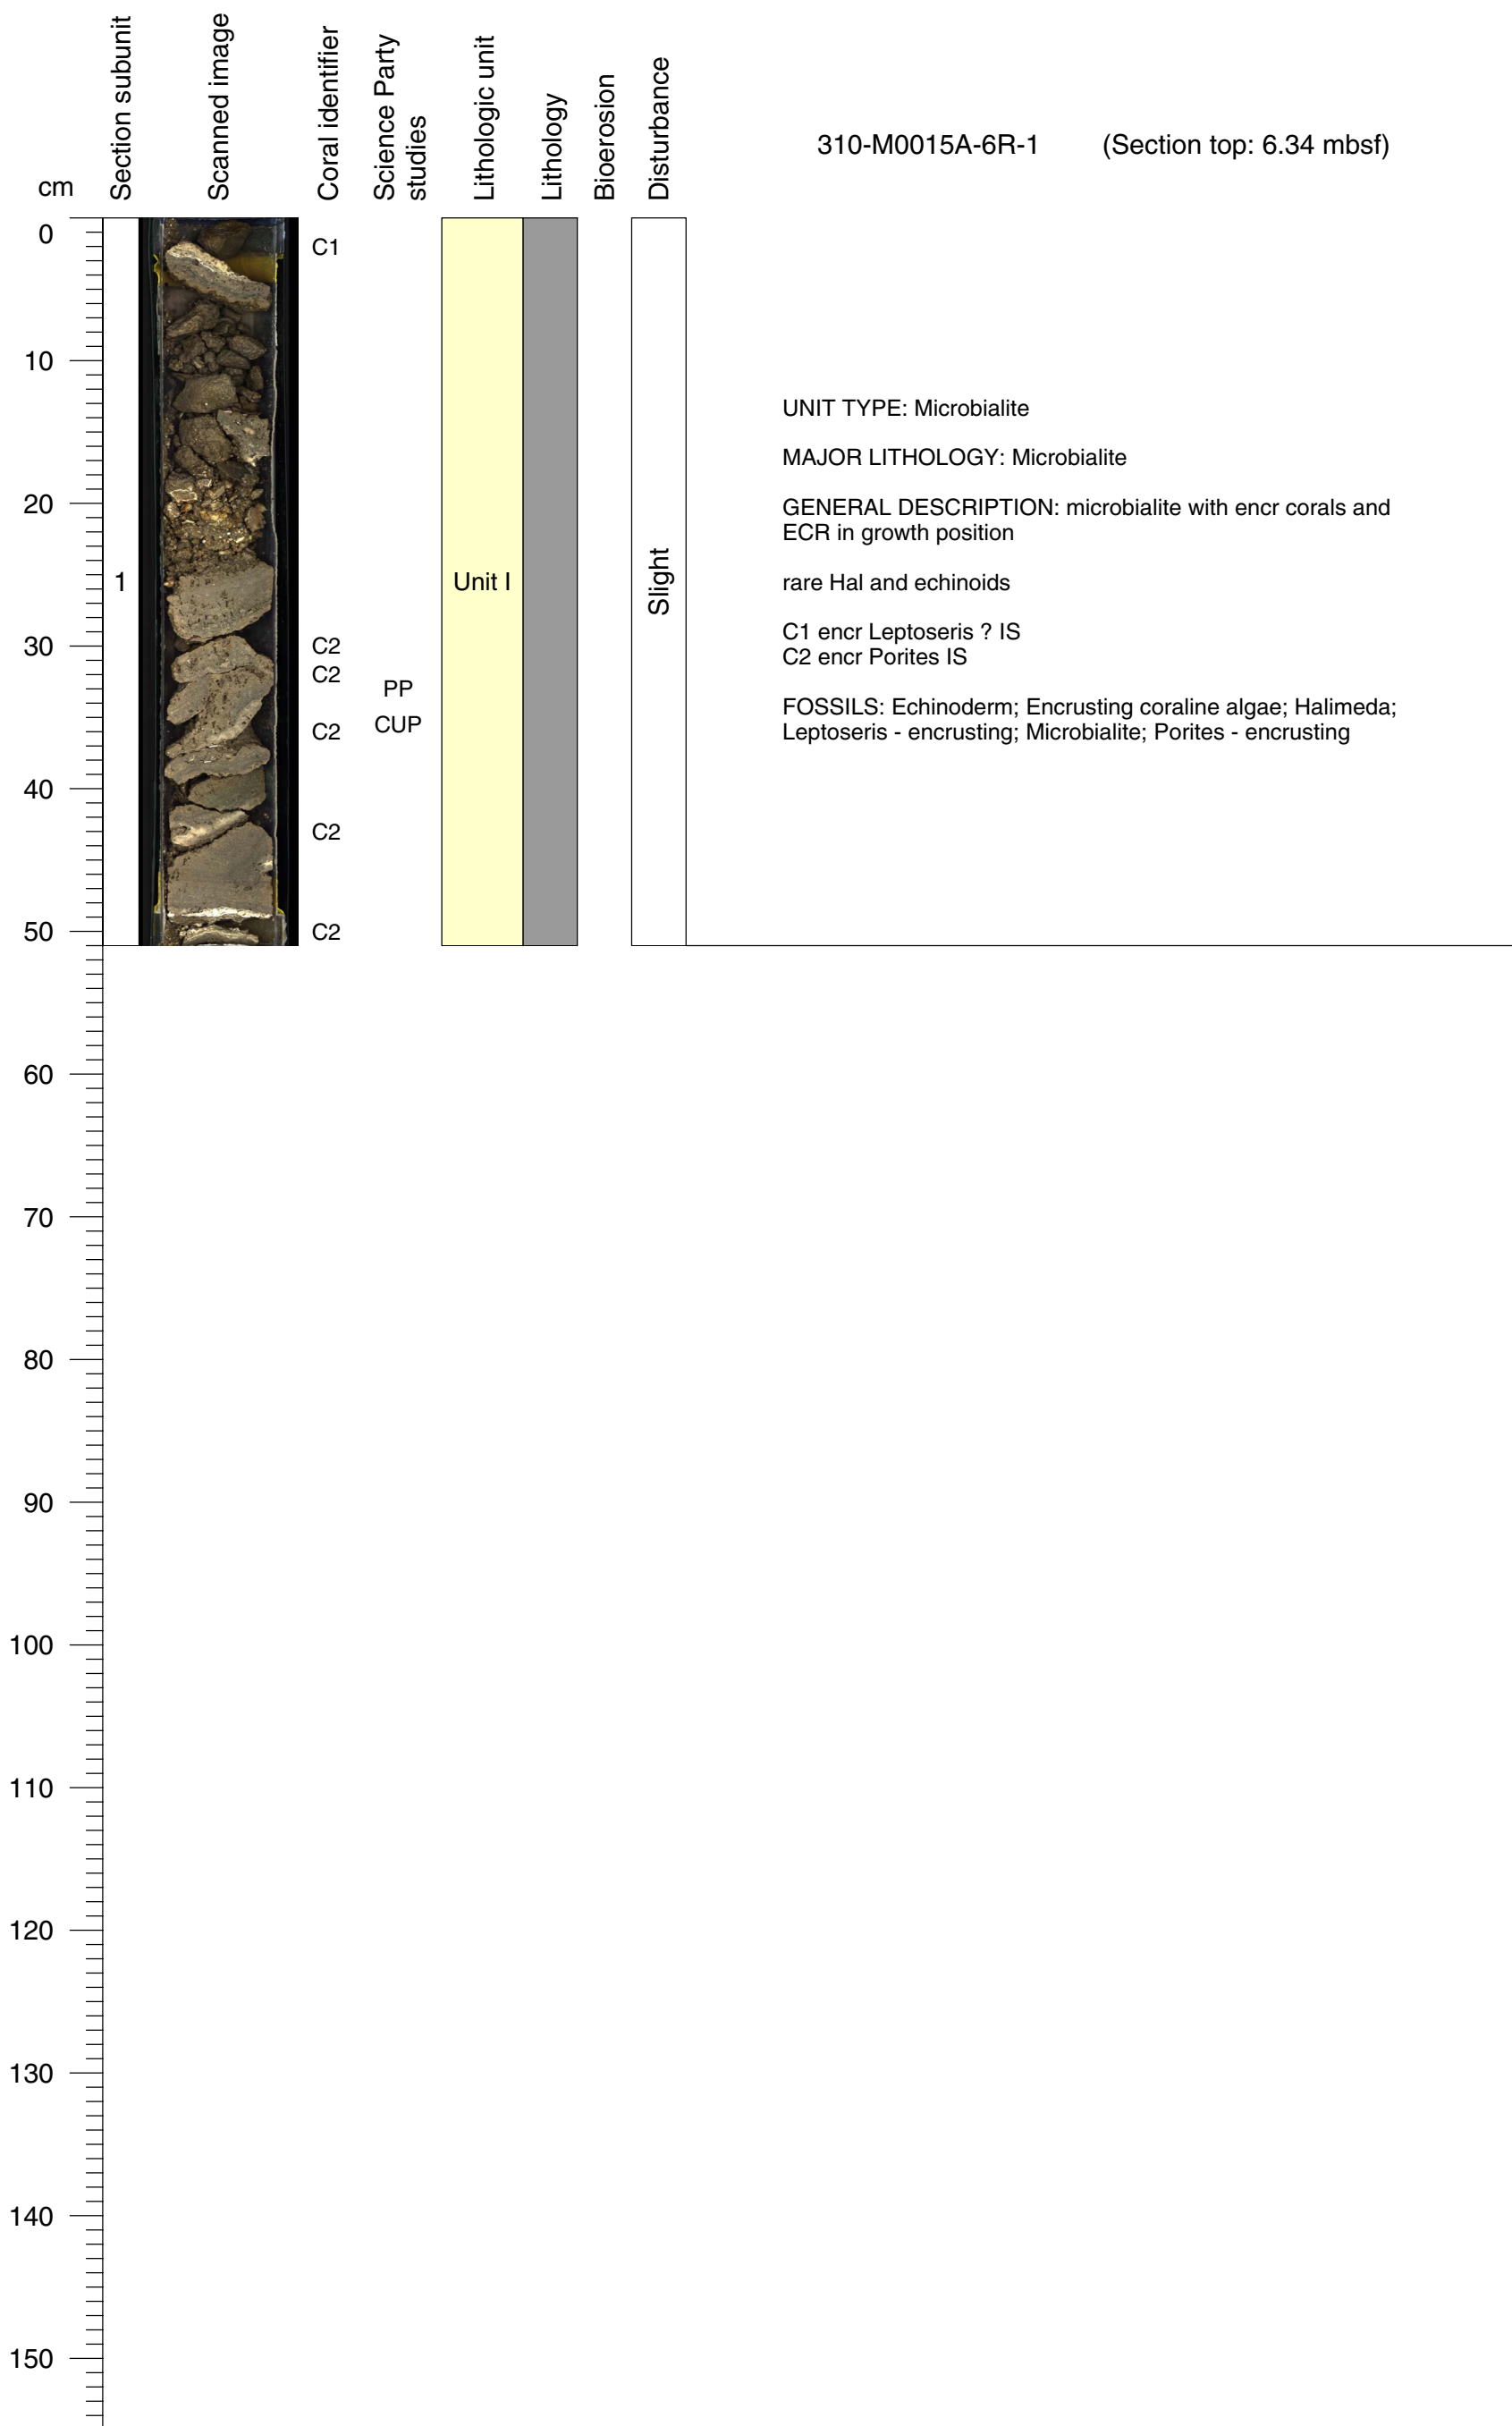 Section subunit
Scanned image
Coral identifier
Science Party
studies
Lithologic unit
Lithology
Bioerosion
Disturbance
310-M0015A-6R-1 (Section top: 6.34 mbsf)
cm
0
C1
10
UNIT TYPE: Microbialite
MAJOR LITHOLOGY: Microbialite
20
GENERAL DESCRIPTION: microbialite with encr corals and
ECR in growth position
1
Unit I
Slight
rare Hal and echinoids
30
C2
C1 encr Leptoseris ? IS
C2 encr Porites IS
C2
PP
CUP
C2
FOSSILS: Echinoderm; Encrusting coraline algae; Halimeda;
Leptoseris - encrusting; Microbialite; Porites - encrusting
40
C2
50
C2
60
70
80
90
100
110
120
130
140
150